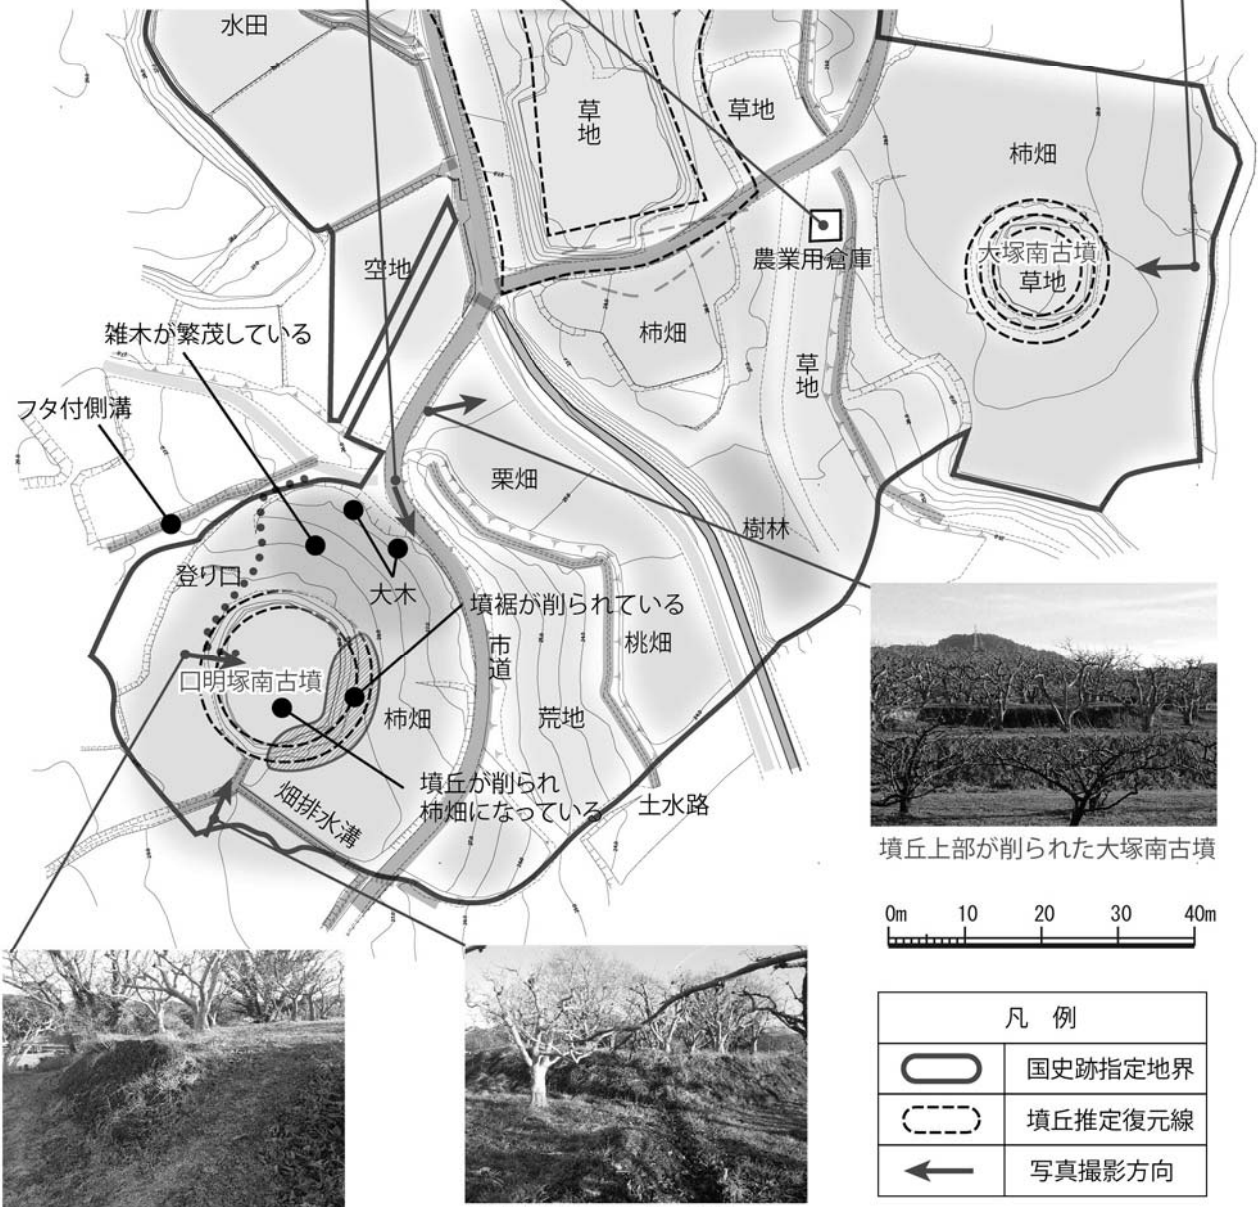 水田
草地
草地
柿畑
大塚南古墳
草地
農業用倉庫
空地
柿畑
草地
雑木が繁茂している
フタ付側溝
栗畑
樹林
登り口
大木
墳裾が削られている
市道
桃畑
口明塚南古墳
柿畑
荒地
墳丘が削られ
柿畑になっている
畑排水溝
土水路
墳丘上部が削られた大塚南古墳
0m 10 20 30 40m
凡 例
国史跡指定地界
墳丘推定復元線
写真撮影方向